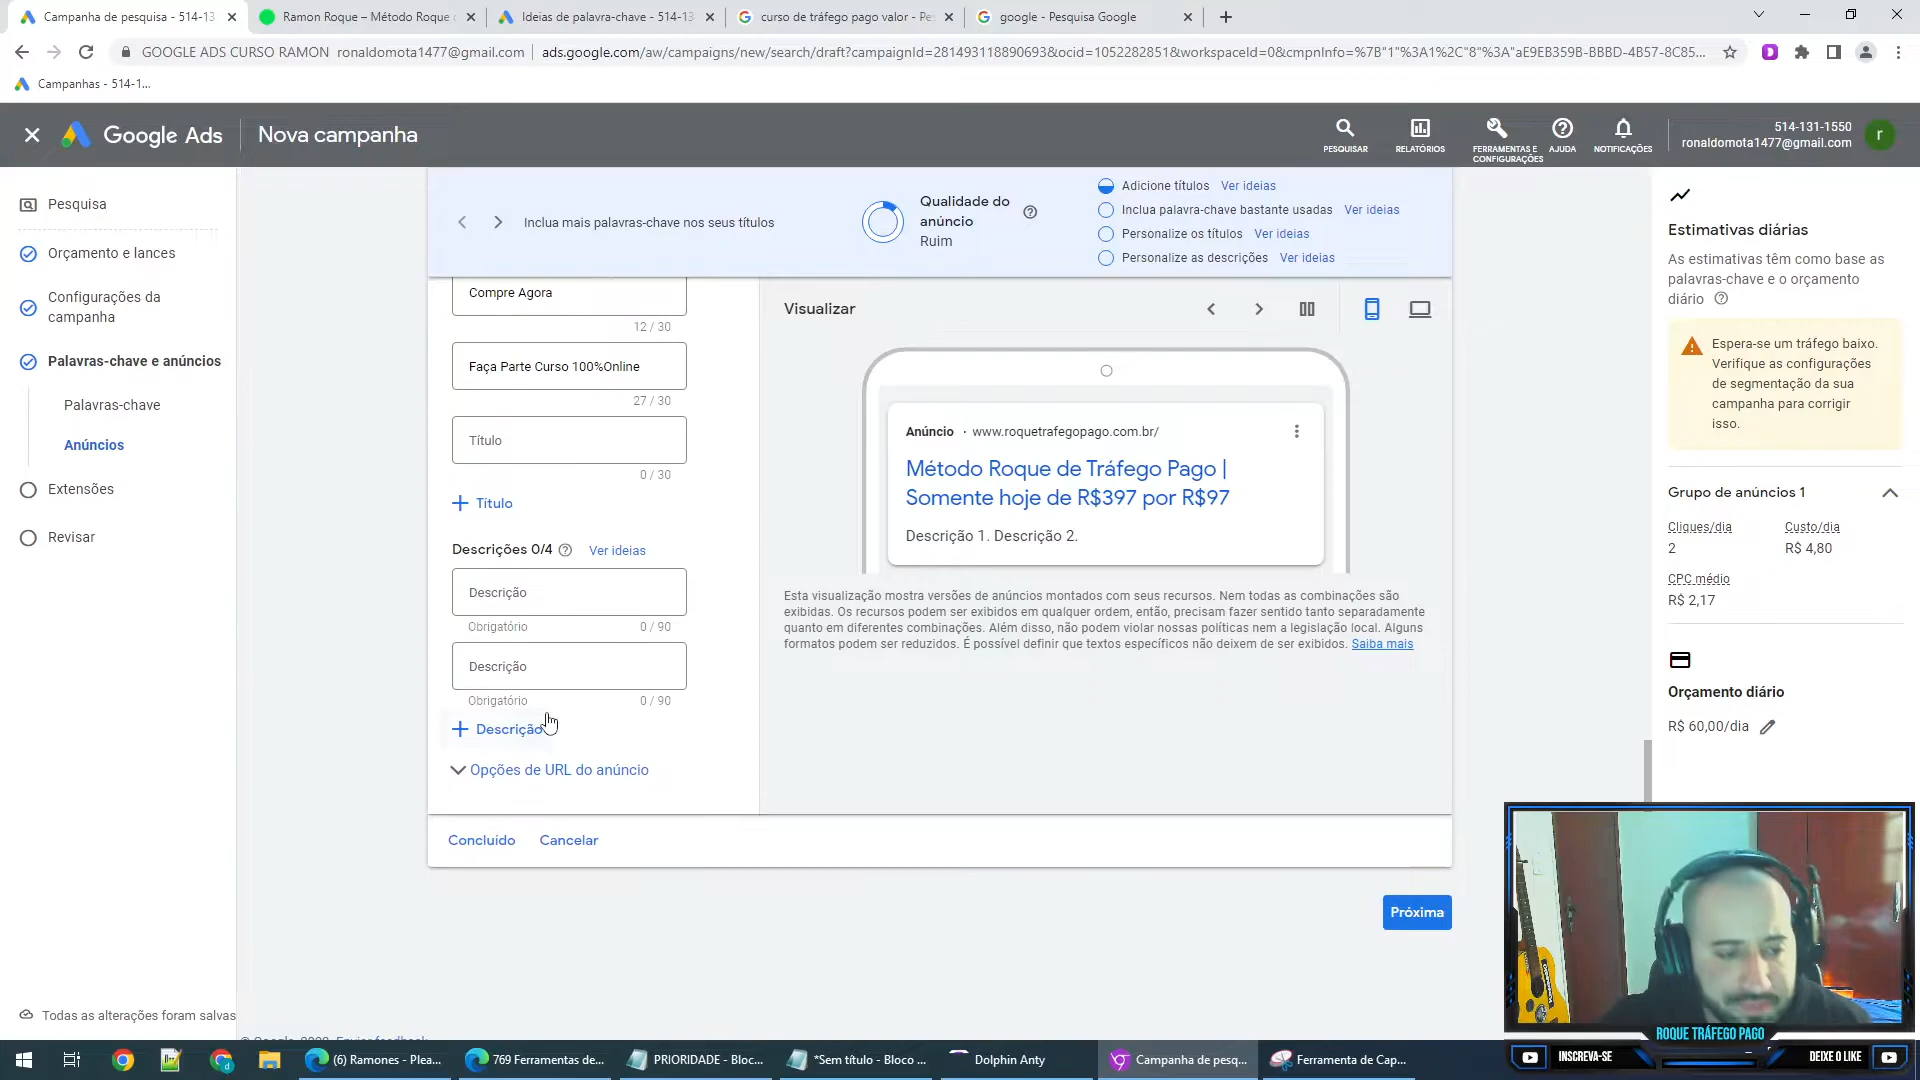 Campanha de pesquisa - 514-13
Ramon Roque – Método Roque
Ideias de palavra-chave - 514-13
curso de tráfego pago valor - Pe
google - Pesquisa Google
GOOGLE ADS CURSO RAMON ronaldomota1477@gmail.com
ads.google.com/aw/campaigns/new/search/draft?campaignId=281493118890693&ocid=1052282851&workspaceId=0&cmpnInfo=%7B"1"%3A1%2C"8"%3A"aE9EB359B-BBBD-4B57-8C85...
Campanhas - 514-1...
Google Ads
Nova campanha
PESQUISAR
RELATÓRIOS
FERRAMENTAS E CONFIGURAÇÕES
AJUDA
NOTIFICAÇÕES
514-131-1550
ronaldomota1477@gmail.com
r
Pesquisa
Orçamento e lances
Configurações da
campanha
Palavras-chave e anúncios
Palavras-chave
Anúncios
Extensões
Revisar
Todas as alterações foram salvas
Inclua mais palavras-chave nos seus títulos
Qualidade do
anúncio
Ruim
Adicione títulos Ver ideias
Inclua palavra-chave bastante usadas Ver ideias
Personalize os títulos Ver ideias
Personalize as descrições Ver ideias
Compre Agora
12 / 30
Faça Parte Curso 100%Online
27 / 30
Título
0 / 30
+ Título
Descrições 0/4 Ver ideias
Descrição
Obrigatório 0 / 90
Descrição
Obrigatório 0 / 90
+ Descrição
Opções de URL do anúncio
Concluído Cancelar
Visualizar
Anúncio · www.roquetrafegopago.com.br/
Método Roque de Tráfego Pago |
Somente hoje de R$397 por R$97
Descrição 1. Descrição 2.
Esta visualização mostra versões de anúncios montados com seus recursos. Nem todas as combinações são
exibidas. Os recursos podem ser exibidos em qualquer ordem, então, precisam fazer sentido tanto separadamente
quanto em diferentes combinações. Além disso, não podem violar nossas políticas nem a legislação local. Alguns
formatos podem ser reduzidos. É possível definir que textos específicos não deixem de ser exibidos. Saiba mais
Próxima
Estimativas diárias
As estimativas têm como base as
palavras-chave e o orçamento
diário
Espera-se um tráfego baixo.
Verifique as configurações
de segmentação da sua
campanha para corrigir
isso.
Grupo de anúncios 1
Cliques/dia Custo/dia
2 R$ 4,80
CPC médio
R$ 2,17
Orçamento diário
R$ 60,00/dia
ROQUE TRÁFEGO PAGO
INSCREVA-SE
DEIXE O LIKE
(6) Ramones - Plea...
769 Ferramentas de...
PRIORIDADE - Bloc...
*Sem título - Bloco ...
Dolphin Anty
Campanha de pesq...
Ferramenta de Cap...